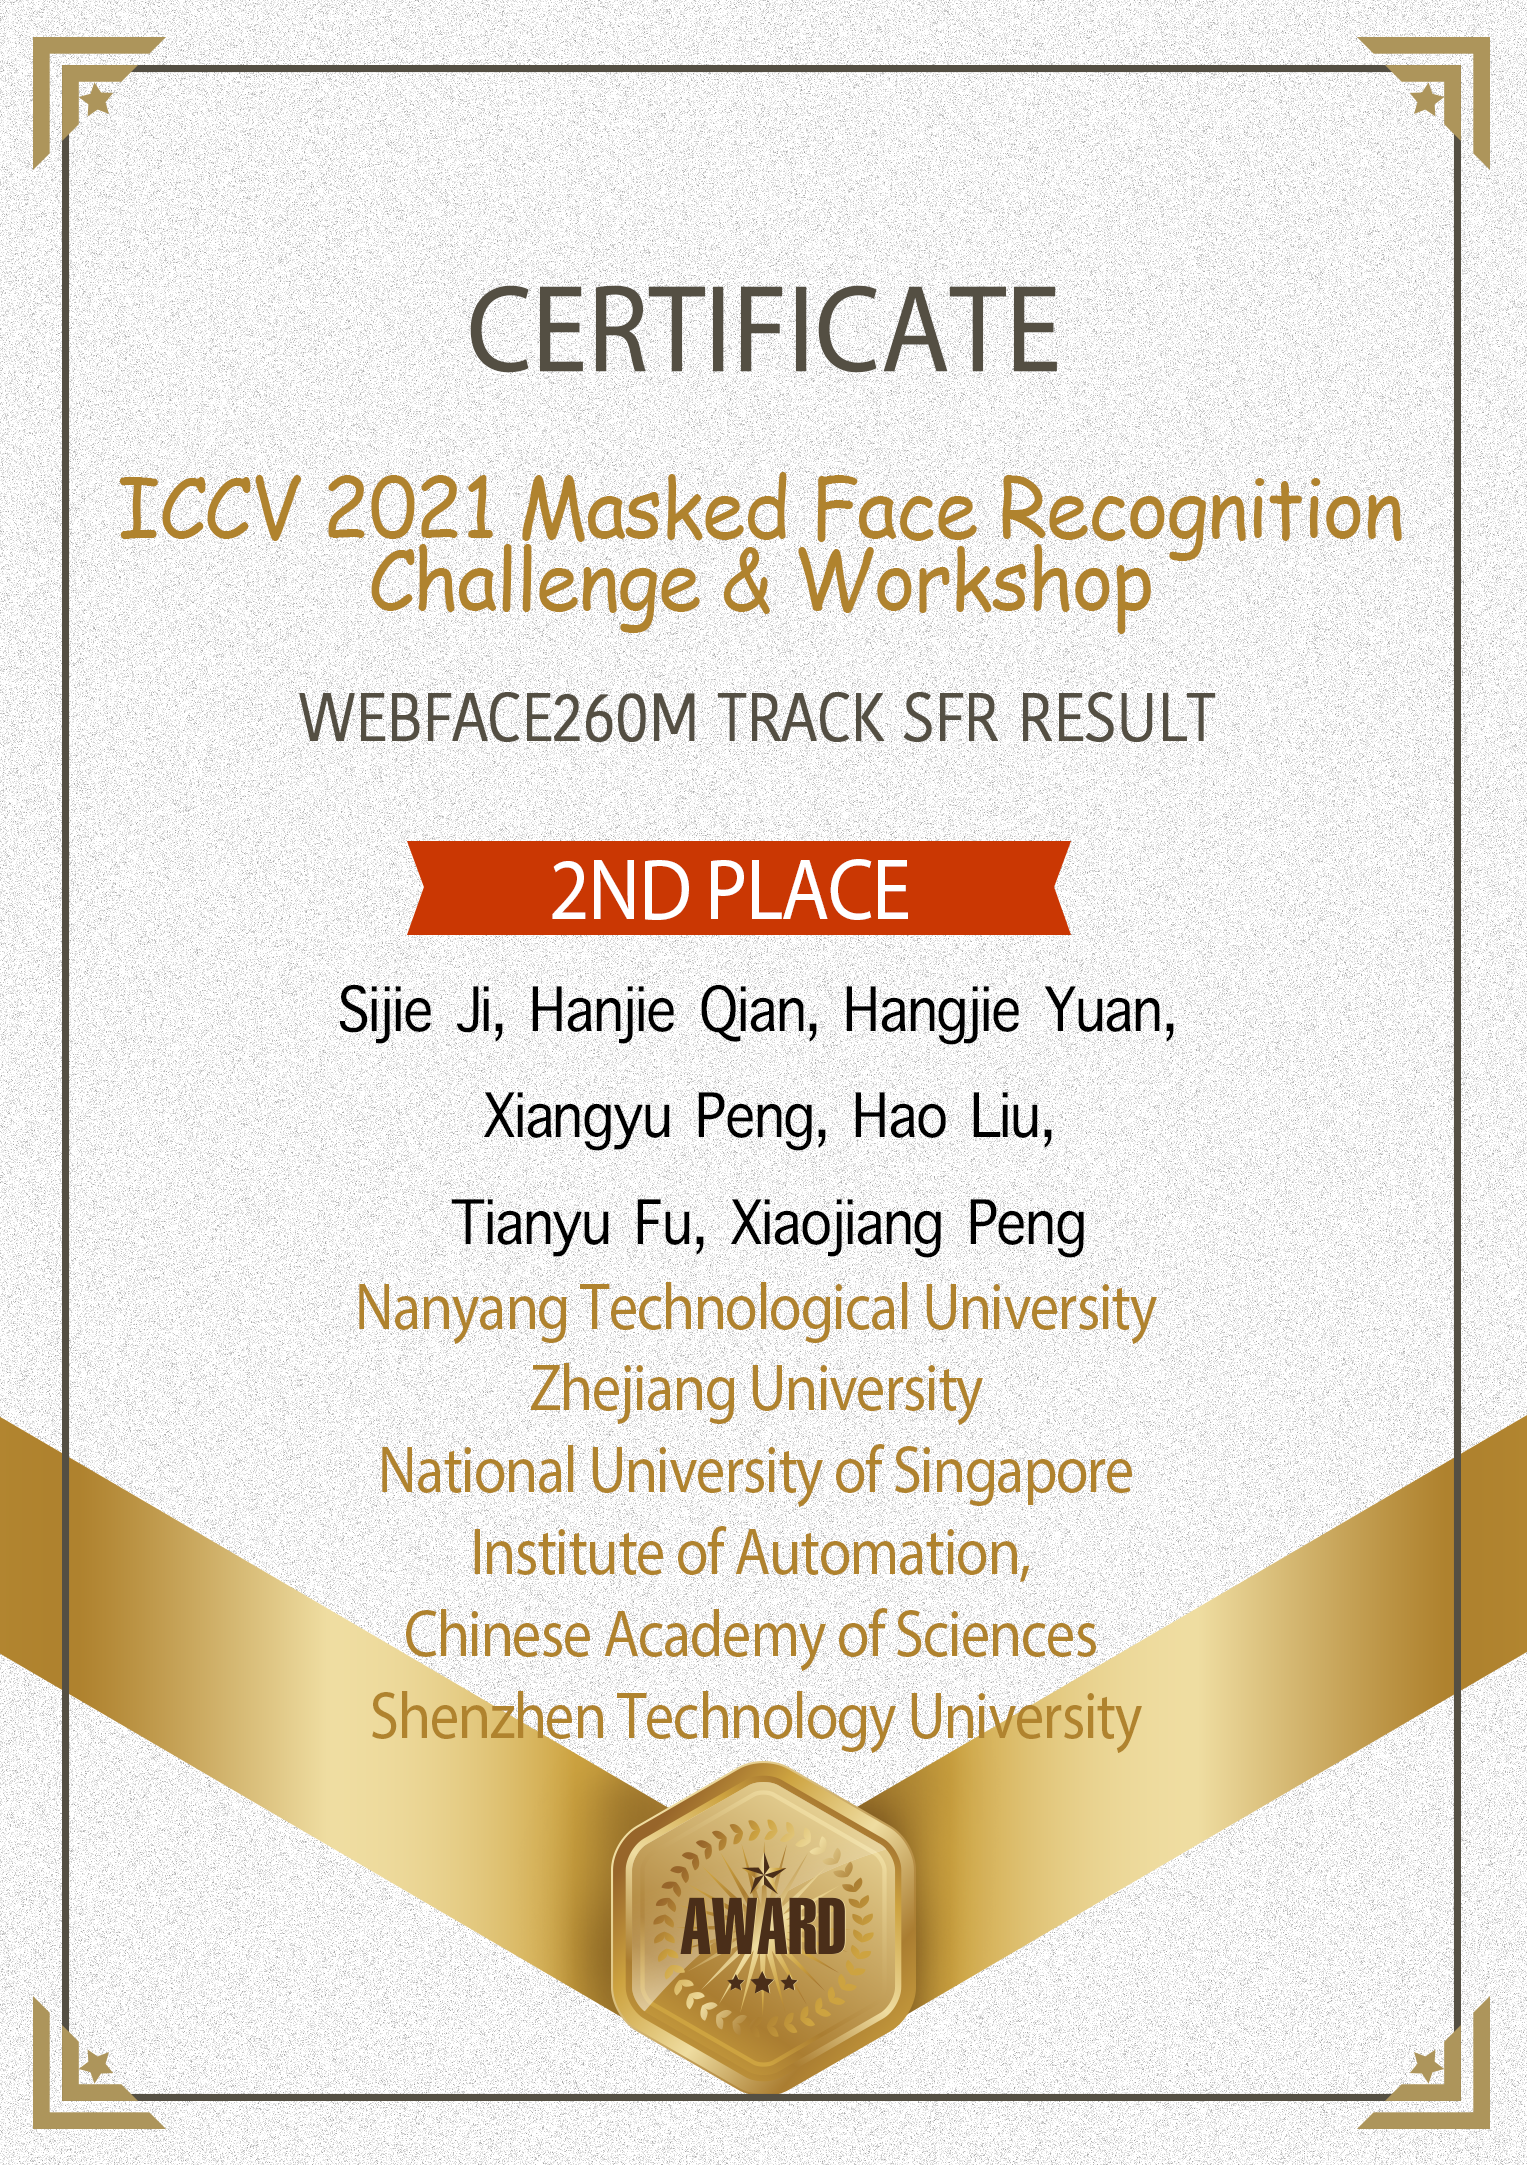 CERTIFICATE
ICCV 2021 Masked Face Recognition
Challenge & Workshop
WEBFACE260M TRACK SFR RESULT
2ND PLACE
Sijie Ji, Hanjie Qian, Hangjie Yuan,
Xiangyu Peng, Hao Liu,
Tianyu Fu, Xiaojiang Peng
Nanyang Technological University
Zhejiang University
National University of Singapore
Institute of Automation,
Chinese Academy of Sciences
Shenzhen Technology University
AWARD